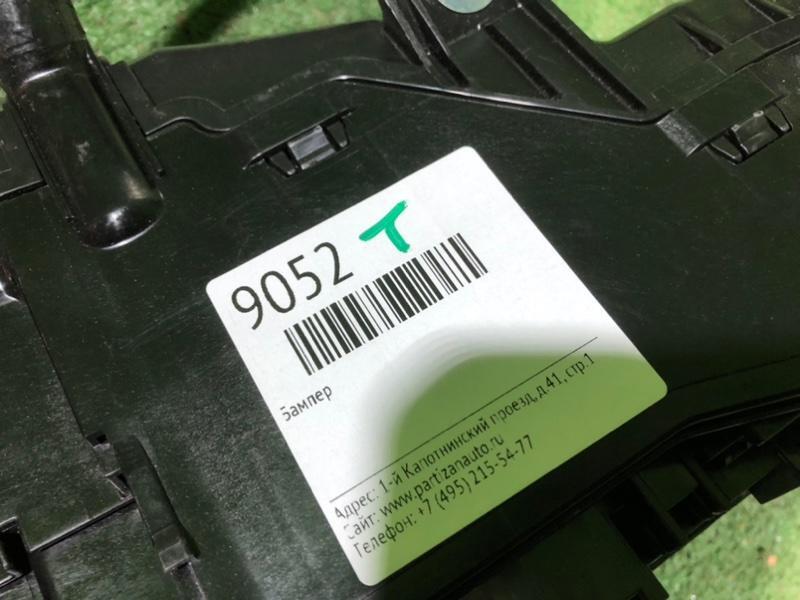 9052 T
Бампер
Адрес: 1-й Капотнинский проезд, д.41, стр.1
Сайт: www.partizanauto.ru
Телефон: +7 (495) 215-54-77